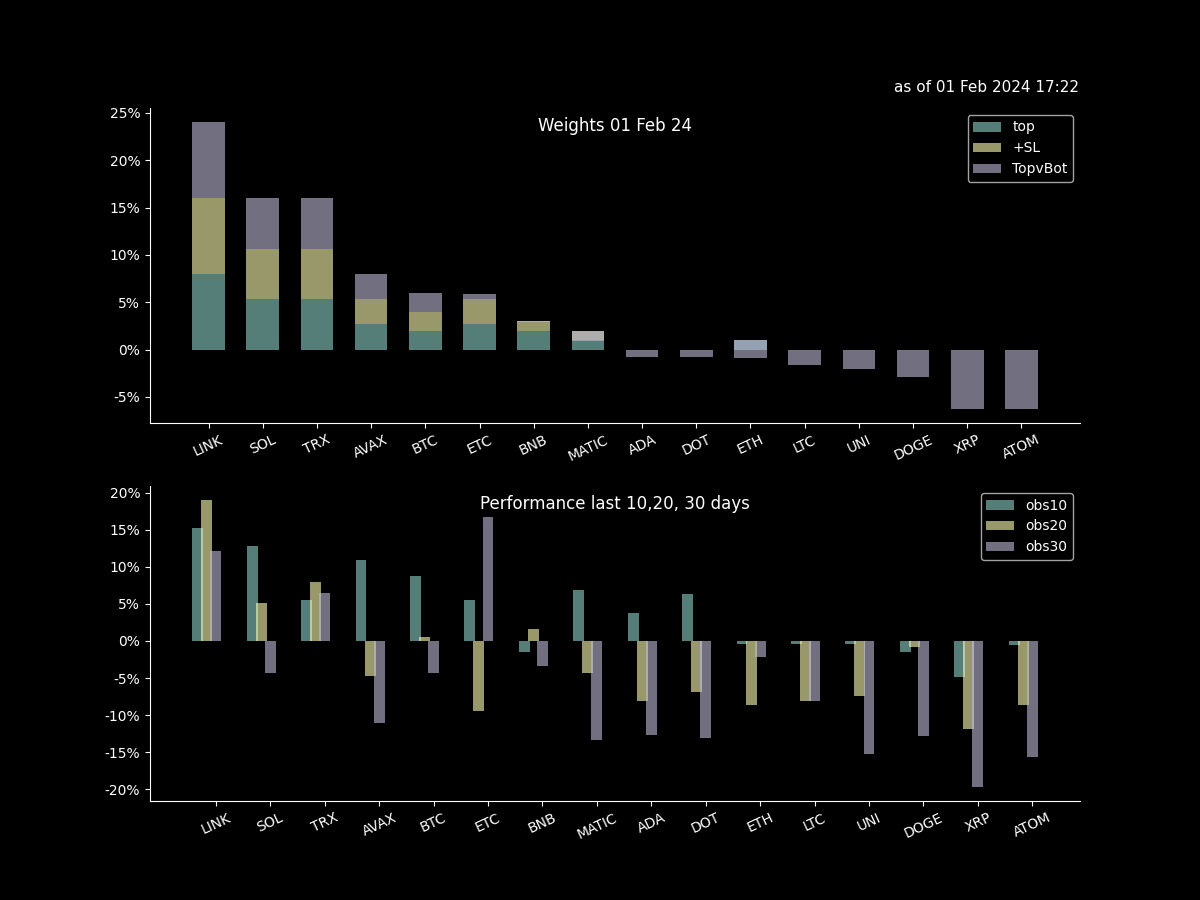 as of 01 Feb 2024 17:22
Weights 01 Feb 24
top
+SL
TopvBot
25%
20%
15%
10%
5%
0%
-5%
LINK SOL TRX AVAX BTC ETC BNB MATIC ADA DOT ETH LTC UNI DOGE XRP ATOM
Performance last 10,20, 30 days
obs10
obs20
obs30
20%
15%
10%
5%
0%
-5%
-10%
-15%
-20%
LINK SOL TRX AVAX BTC ETC BNB MATIC ADA DOT ETH LTC UNI DOGE XRP ATOM